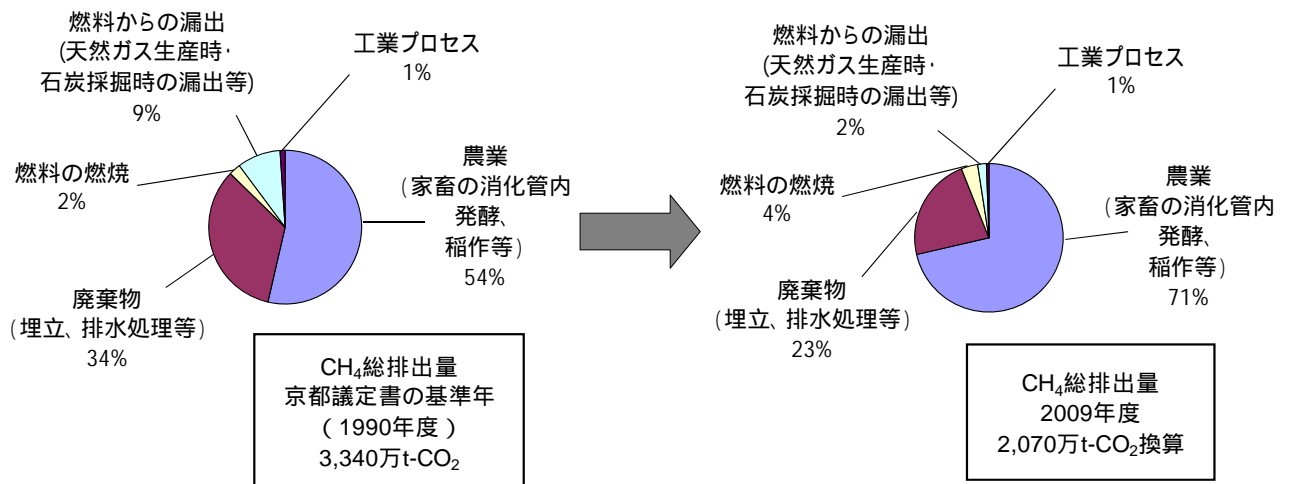 燃料からの漏出
(天然ガス生産時・
石炭採掘時の漏出等)
9%
工業プロセス
1%
燃料の燃焼
2%
農業
(家畜の消化管内
発酵、
稲作等)
54%
廃棄物
(埋立、排水処理等)
34%
CH₄総排出量
京都議定書の基準年
(1990年度)
3,340万t-CO₂
燃料からの漏出
(天然ガス生産時・
石炭採掘時の漏出等)
2%
工業プロセス
1%
燃料の燃焼
4%
農業
(家畜の消化管内
発酵、
稲作等)
71%
廃棄物
(埋立、排水処理等)
23%
CH₄総排出量
2009年度
2,070万t-CO₂換算